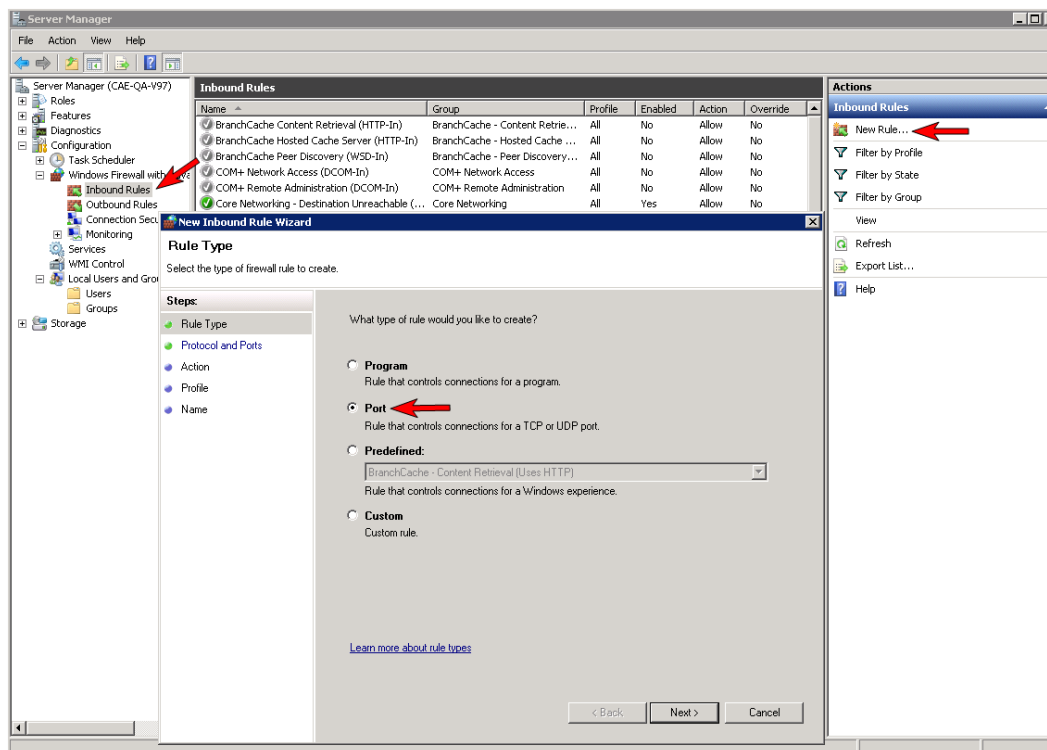 Server Manager
File Action View Help
Server Manager (CAE-QA-V97)
Roles
Features
Diagnostics
Configuration
Task Scheduler
Windows Firewall with
Inbound Rules
Outbound Rules
Connection Secu
Monitoring
Services
WMI Control
Local Users and Gro
Users
Groups
Storage
Inbound Rules
Name Group Profile Enabled Action Override
BranchCache Content Retrieval (HTTP-In) BranchCache - Content Retrie... All No Allow No
BranchCache Hosted Cache Server (HTTP-In) BranchCache - Hosted Cache ... All No Allow No
BranchCache Peer Discovery (WSD-In) BranchCache - Peer Discovery... All No Allow No
COM+ Network Access (DCOM-In) COM+ Network Access All No Allow No
COM+ Remote Administration (DCOM-In) COM+ Remote Administration All No Allow No
Core Networking - Destination Unreachable (... Core Networking All Yes Allow No
New Inbound Rule Wizard
Rule Type
Select the type of firewall rule to create.
Steps:
Rule Type
Protocol and Ports
Action
Profile
Name
What type of rule would you like to create?
Program
Rule that controls connections for a program.
Port
Rule that controls connections for a TCP or UDP port.
Predefined:
BranchCache - Content Retrieval (Uses HTTP)
Rule that controls connections for a Windows experience.
Custom
Custom rule.
Learn more about rule types
< Back Next > Cancel
Actions
Inbound Rules
New Rule...
Filter by Profile
Filter by State
Filter by Group
View
Refresh
Export List...
Help